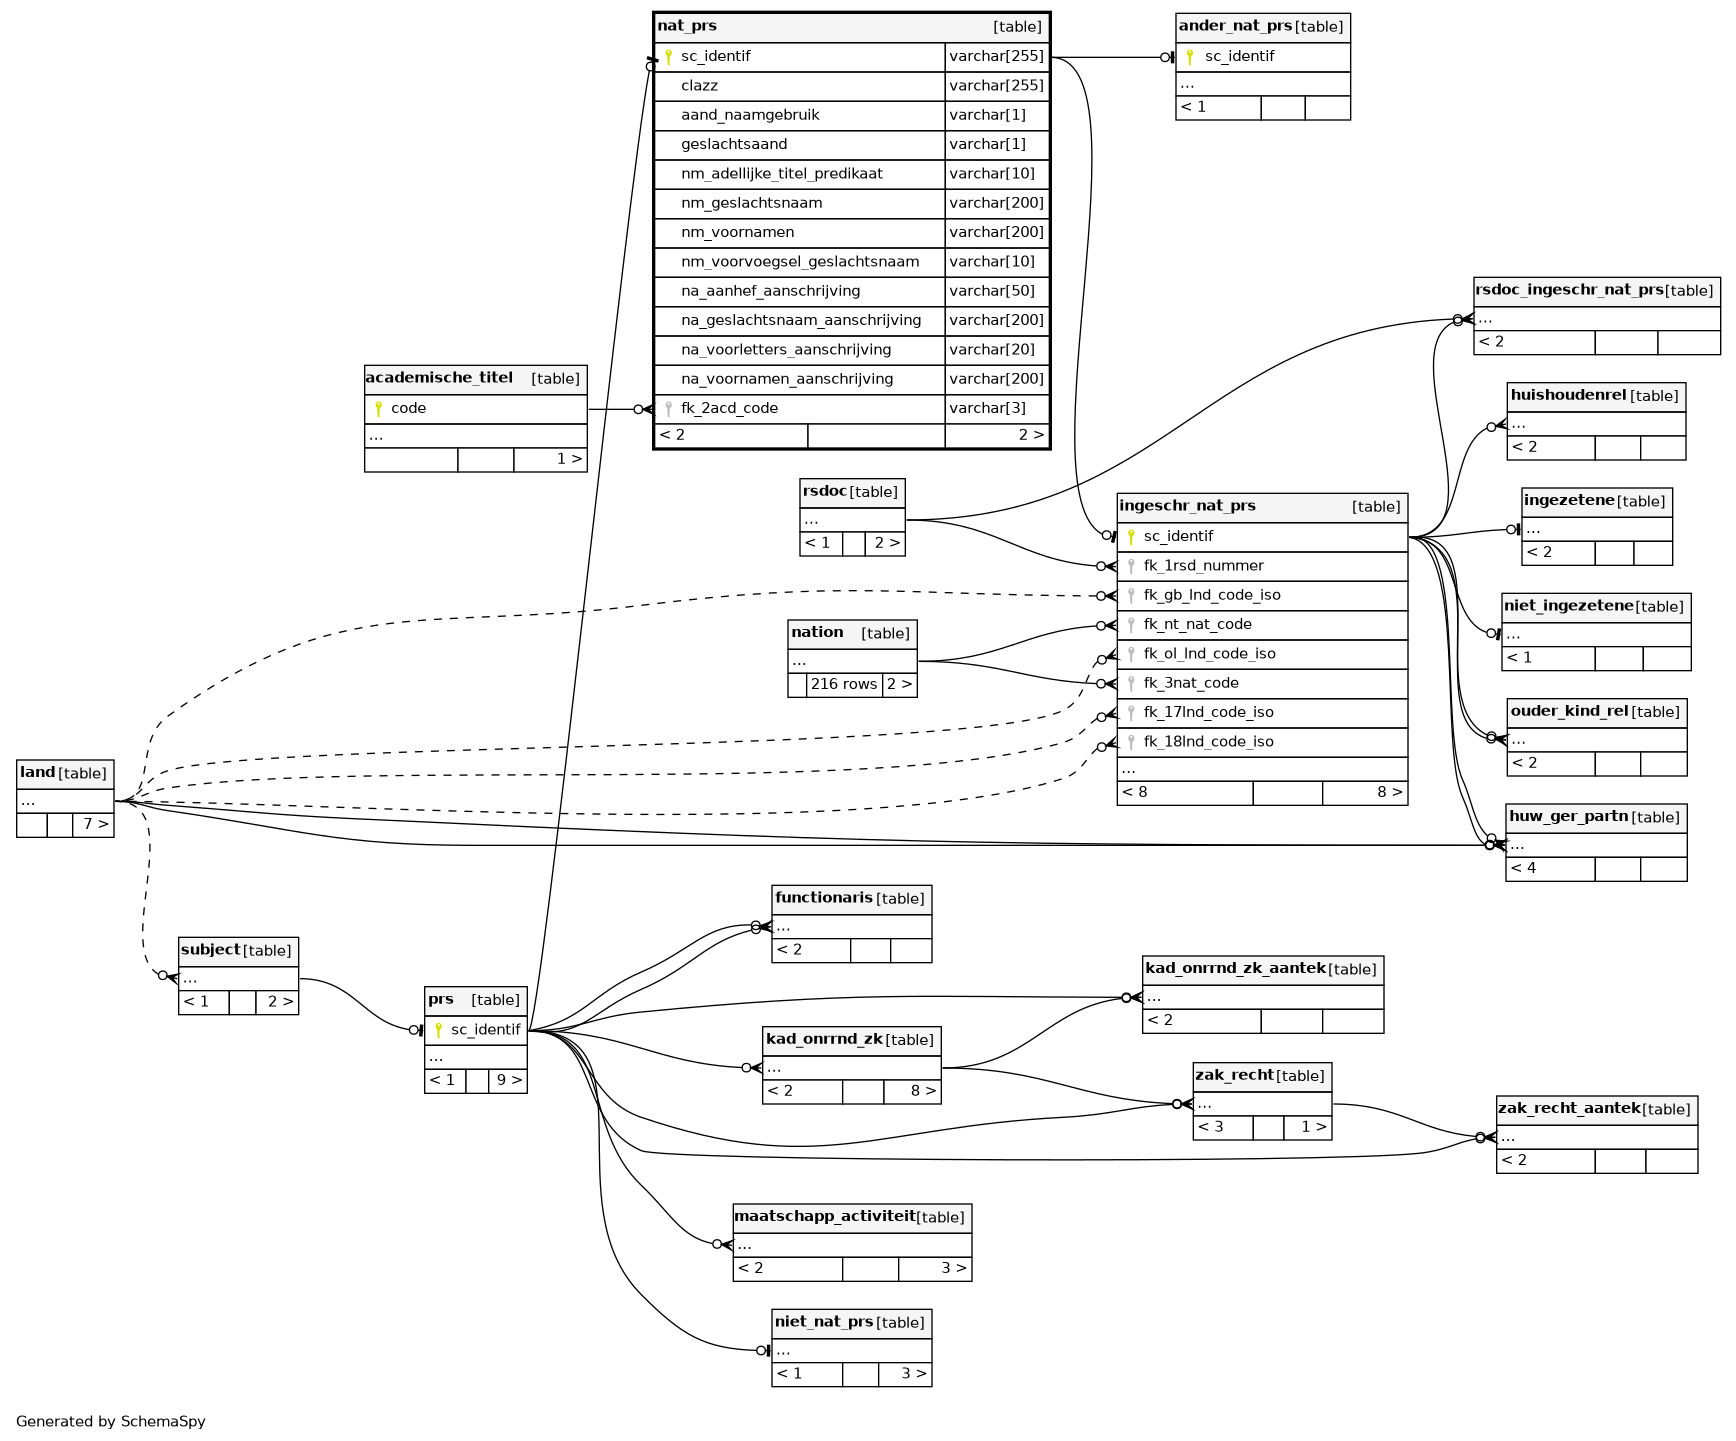 nat_prs [table]
sc_identif varchar[255]
clazz varchar[255]
aand_naamgebruik varchar[1]
geslachtsaand varchar[1]
nm_adellijke_titel_predikaat varchar[10]
nm_geslachtsnaam varchar[200]
nm_voornamen varchar[200]
nm_voorvoegsel_geslachtsnaam varchar[10]
na_aanhef_aanschrijving varchar[50]
na_geslachtsnaam_aanschrijving varchar[200]
na_voorletters_aanschrijving varchar[20]
na_voornamen_aanschrijving varchar[200]
fk_2acd_code varchar[3]
< 2 2 >
ander_nat_prs [table]
sc_identif
...
< 1
rsdoc_ingeschr_nat_prs [table]
...
< 2
academische_titel [table]
code
...
1 >
huishoudenrel [table]
...
< 2
rsdoc [table]
...
< 1 2 >
ingeschr_nat_prs [table]
sc_identif
fk_1rsd_nummer
fk_gb_lnd_code_iso
fk_nt_nat_code
fk_ol_lnd_code_iso
fk_3nat_code
fk_17lnd_code_iso
fk_18lnd_code_iso
...
< 8 8 >
ingezetene [table]
...
< 2
niet_ingezetene [table]
...
< 1
nation [table]
...
216 rows 2 >
ouder_kind_rel [table]
...
< 2
land [table]
...
7 >
huw_ger_partn [table]
...
< 4
functionaris [table]
...
< 2
subject [table]
...
< 1 2 >
prs [table]
sc_identif
...
< 1 9 >
kad_onrrnd_zk_aantek [table]
...
< 2
kad_onrrnd_zk [table]
...
< 2 8 >
zak_recht [table]
...
< 3 1 >
zak_recht_aantek [table]
...
< 2
maatschapp_activiteit [table]
...
< 2 3 >
niet_nat_prs [table]
...
< 1 3 >
Generated by SchemaSpy